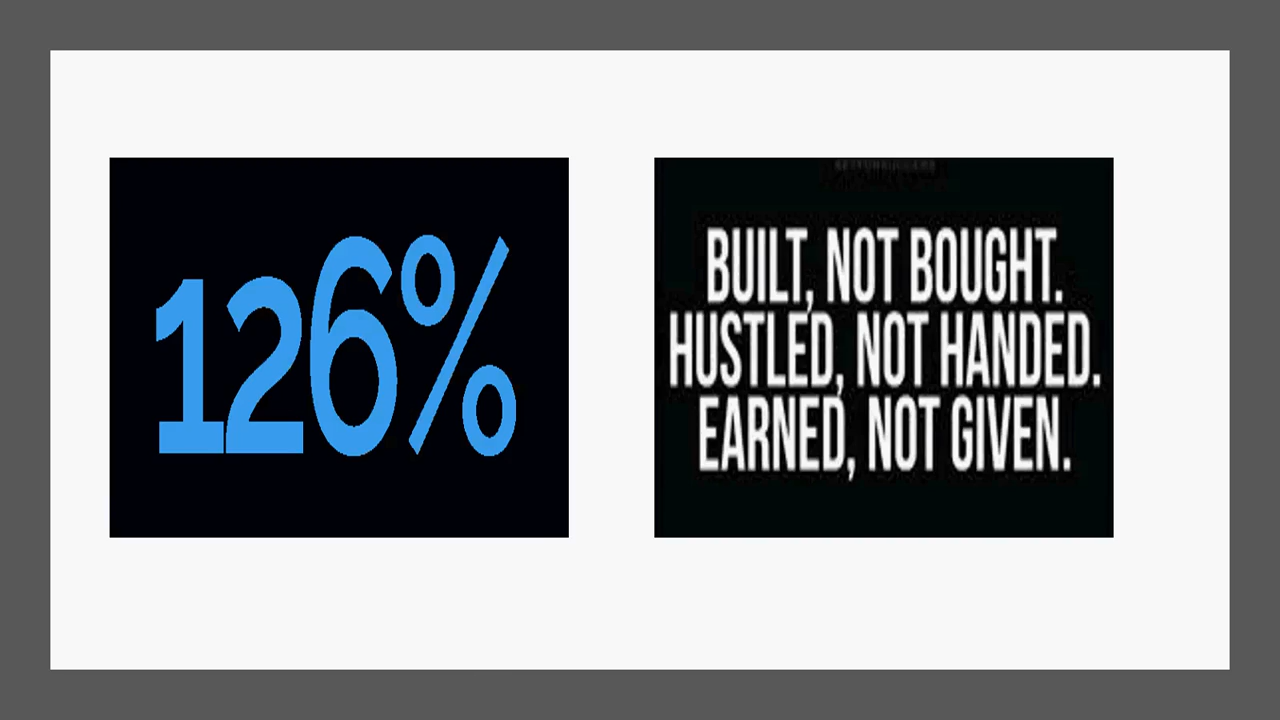 126%
BUILT, NOT BOUGHT.
HUSTLED, NOT HANDED.
EARNED, NOT GIVEN.